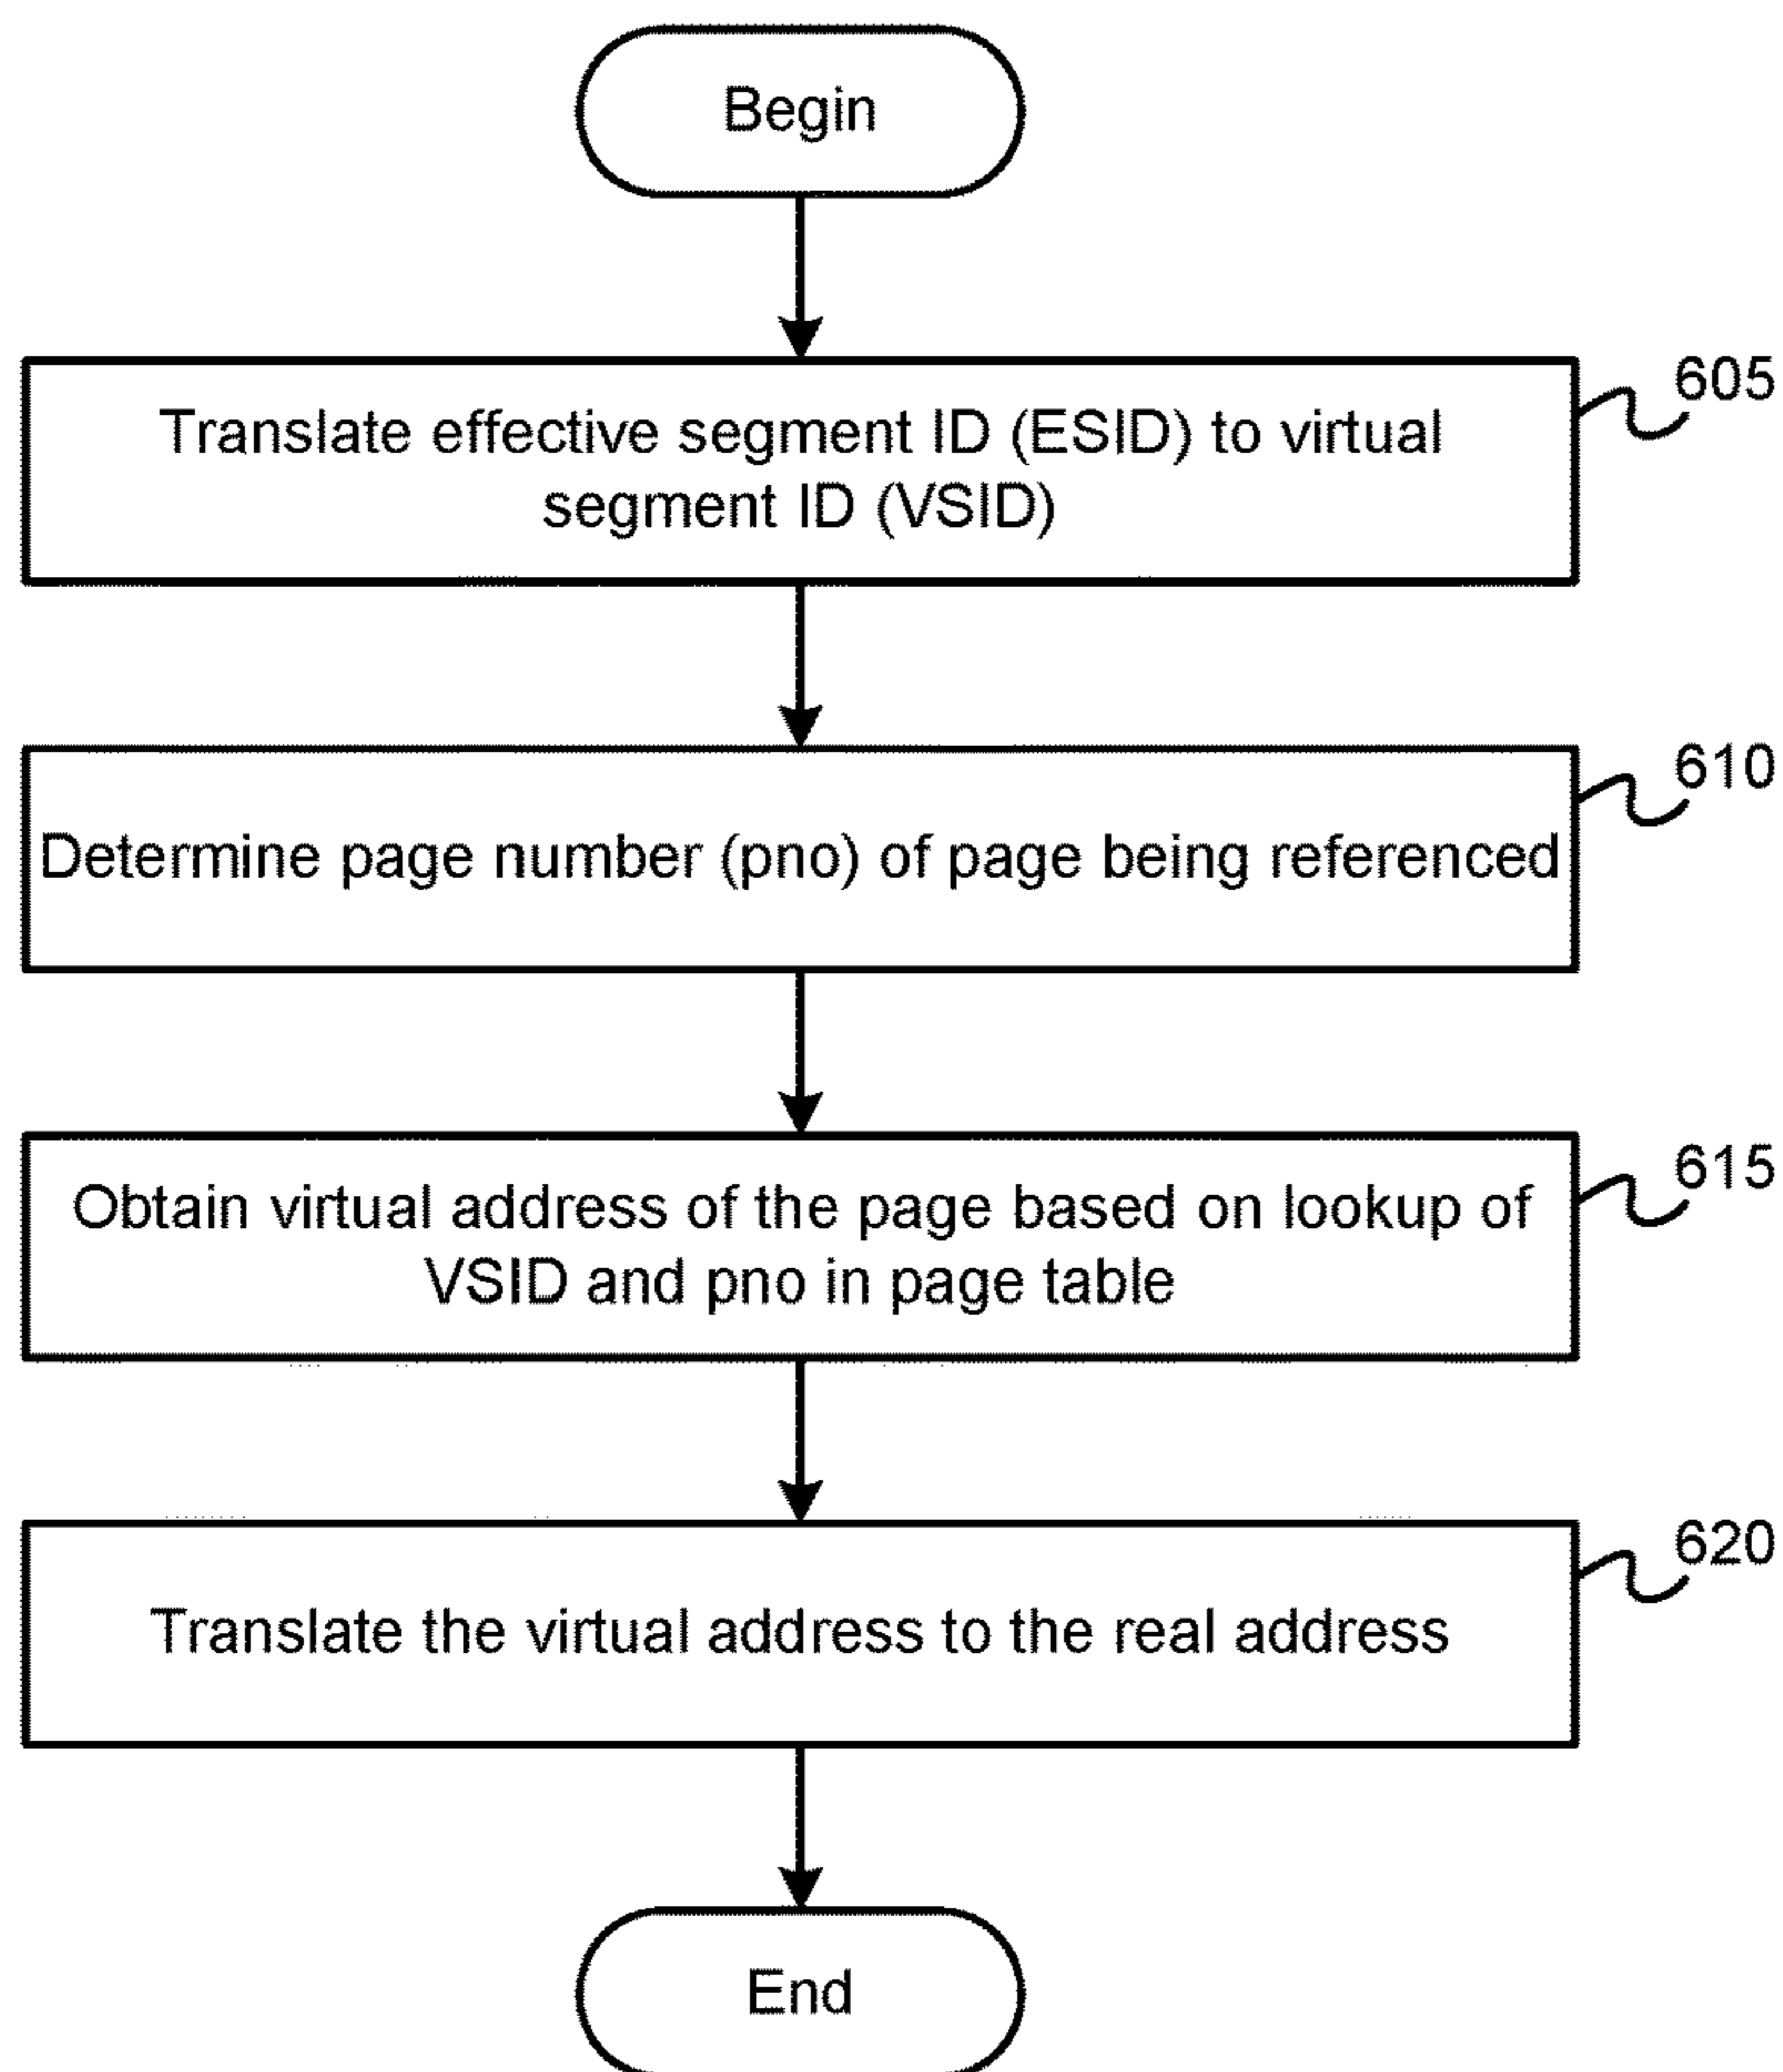 Begin
605
Translate effective segment ID (ESID) to virtual
segment ID (VSID)
610
Determine page number (pno) of page being referenced
615
Obtain virtual address of the page based on lookup of
VSID and pno in page table
620
Translate the virtual address to the real address
End